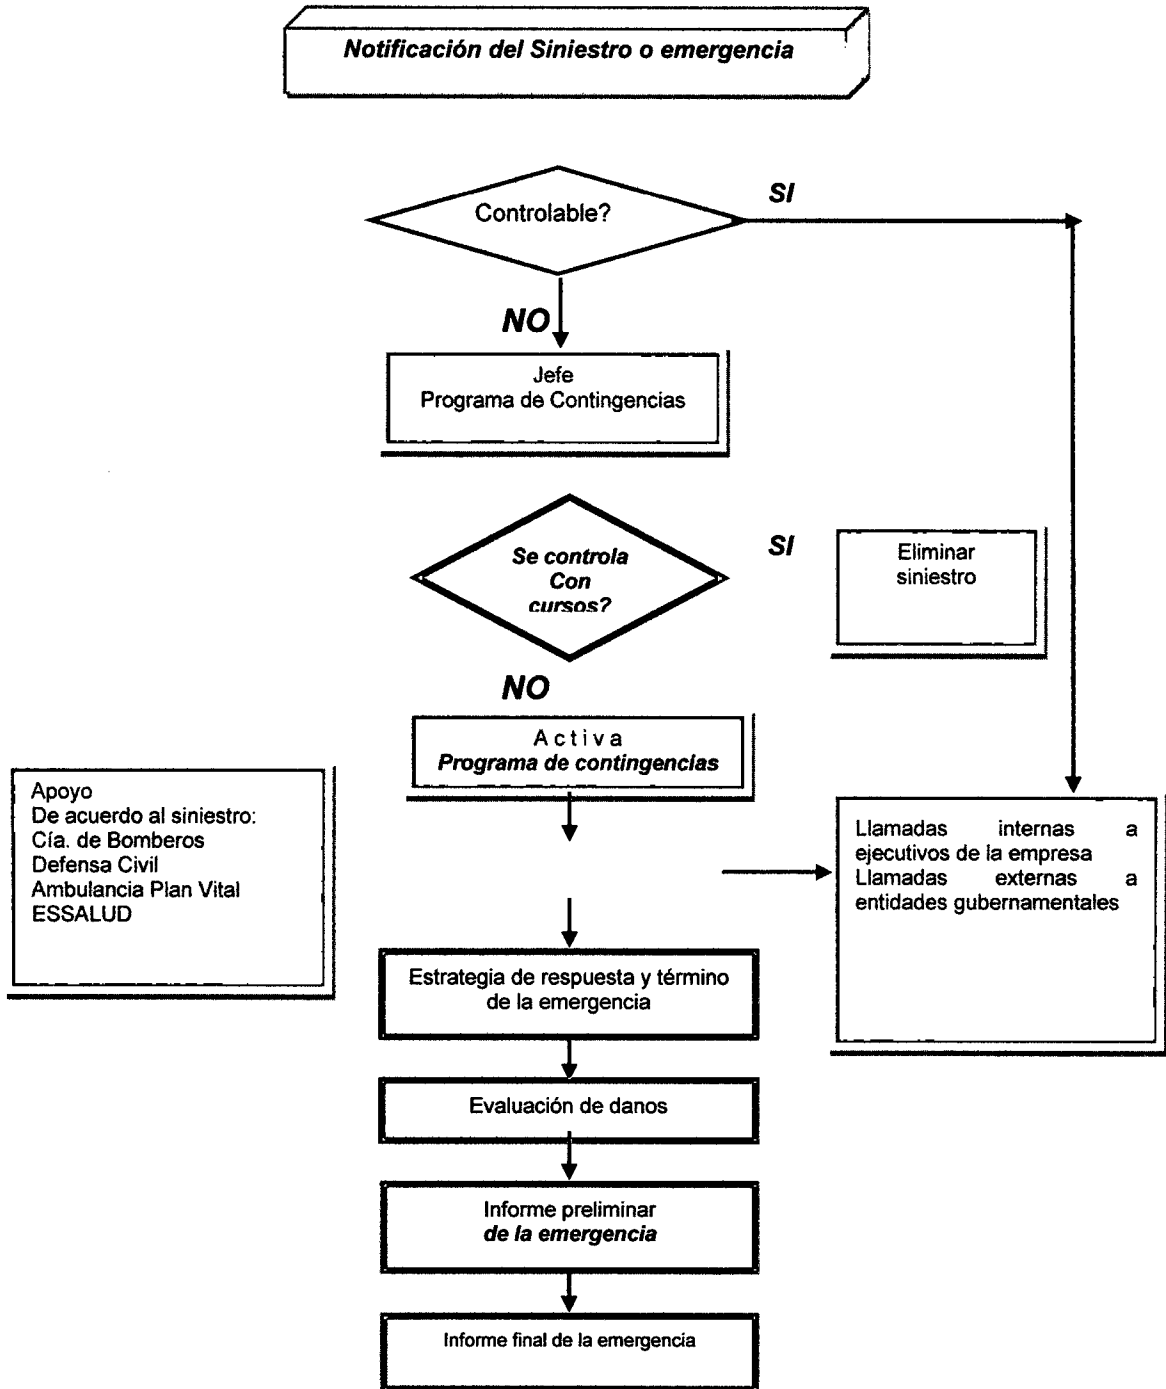 Notificación del Siniestro o emergencia
Controlable?
SI
NO
Jefe
Programa de Contingencias
Se controla
Con
cursos?
SI
Eliminar
siniestro
NO
Activa
Programa de contingencias
Apoyo
De acuerdo al siniestro:
Cía. de Bomberos
Defensa Civil
Ambulancia Plan Vital
ESSALUD
Llamadas internas a
ejecutivos de la empresa
Llamadas externas a
entidades gubernamentales
Estrategia de respuesta y término
de la emergencia
Evaluación de danos
Informe preliminar
de la emergencia
Informe final de la emergencia